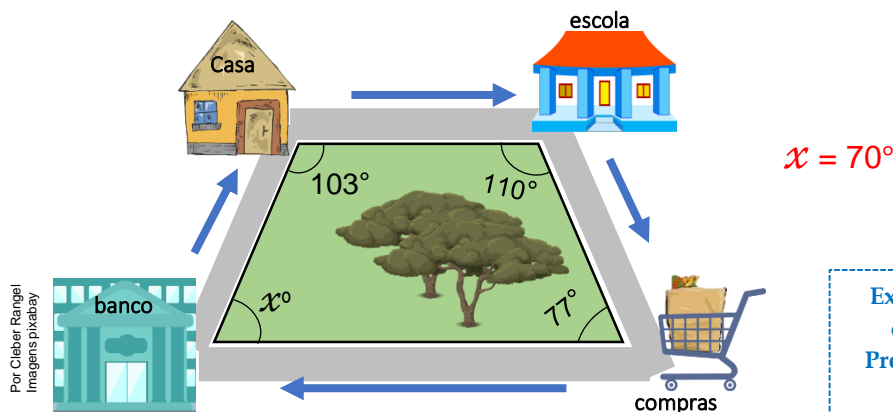 escola
Casa
x = 70°
103°
110°
banco
x°
77°
compras
Por Cleber Rangel
Imagens pixabay